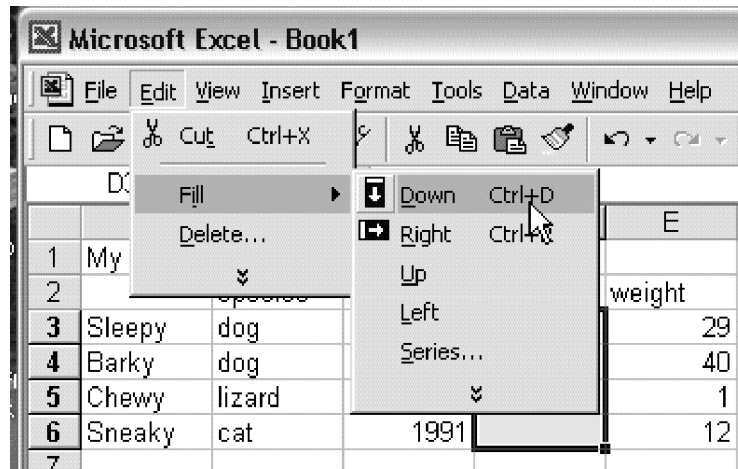 Microsoft Excel - Book1
File Edit View Insert Format Tools Data Window Help
Cut Ctrl+X
Fill
Delete...
Down Ctrl+D
Right
Up
Left
Series...
E
1 My
2 weight
3 Sleepy dog 29
4 Barky dog 40
5 Chewy lizard 1
6 Sneaky cat 1991 12
7